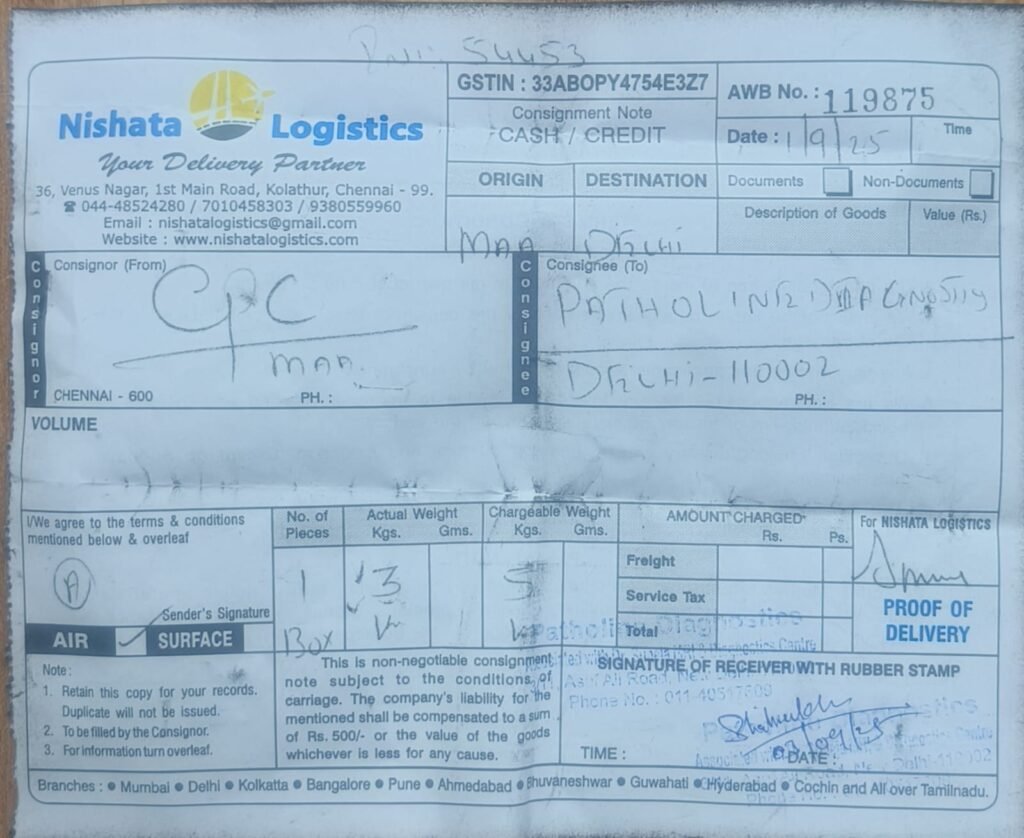 54453
Nishata Logistics
Your Delivery Partner
36, Venus Nagar, 1st Main Road, Kolathur, Chennai - 99.
☎ 044-48524280 / 7010458303 / 9380559960
Email : nishatalogistics@gmail.com
Website : www.nishatalogistics.com
GSTIN : 33ABOPY4754E3Z7
Consignment Note
CASH / CREDIT
AWB No. : 119875
Date : 1/9/25
Time
ORIGIN
DESTINATION
Documents
Non-Documents
MAA
DELHI
Description of Goods
Value (Rs.)
Consignor
Consignor (From)
CPC
MAA
CHENNAI - 600
PH. :
Consignee
Consignee (To)
DELHI-110002
PH. :
VOLUME
I/We agree to the terms & conditions
mentioned below & overleaf
A
Sender's Signature
AIR
SURFACE
No. of
Pieces
1
Box
Actual Weight
Kgs. Gms.
3
Chargeable Weight
Kgs. Gms.
5
AMOUNT CHARGED
Rs. Ps.
Freight
Service Tax
Total
For NISHATA LOGISTICS
PROOF OF
DELIVERY
Note :
1. Retain this copy for your records.
Duplicate will not be issued.
2. To be filled by the Consignor.
3. For information turn overleaf.
This is non-negotiable consignment
note subject to the conditions of
carriage. The company's liability for the
mentioned shall be compensated to a sum
of Rs. 500/- or the value of the goods
whichever is less for any cause.
Diagnostics
Diagnostics Centre
SIGNATURE OF RECEIVER WITH RUBBER STAMP
Asaf Ali Road, New
Phone No. : 011-
TIME :
DATE :
03/09/25
Branches : ● Mumbai ● Delhi ● Kolkatta ● Bangalore ● Pune ● Ahmedabad ● Bhuvaneshwar ● Guwahati ● Hyderabad ● Cochin and All over Tamilnadu.